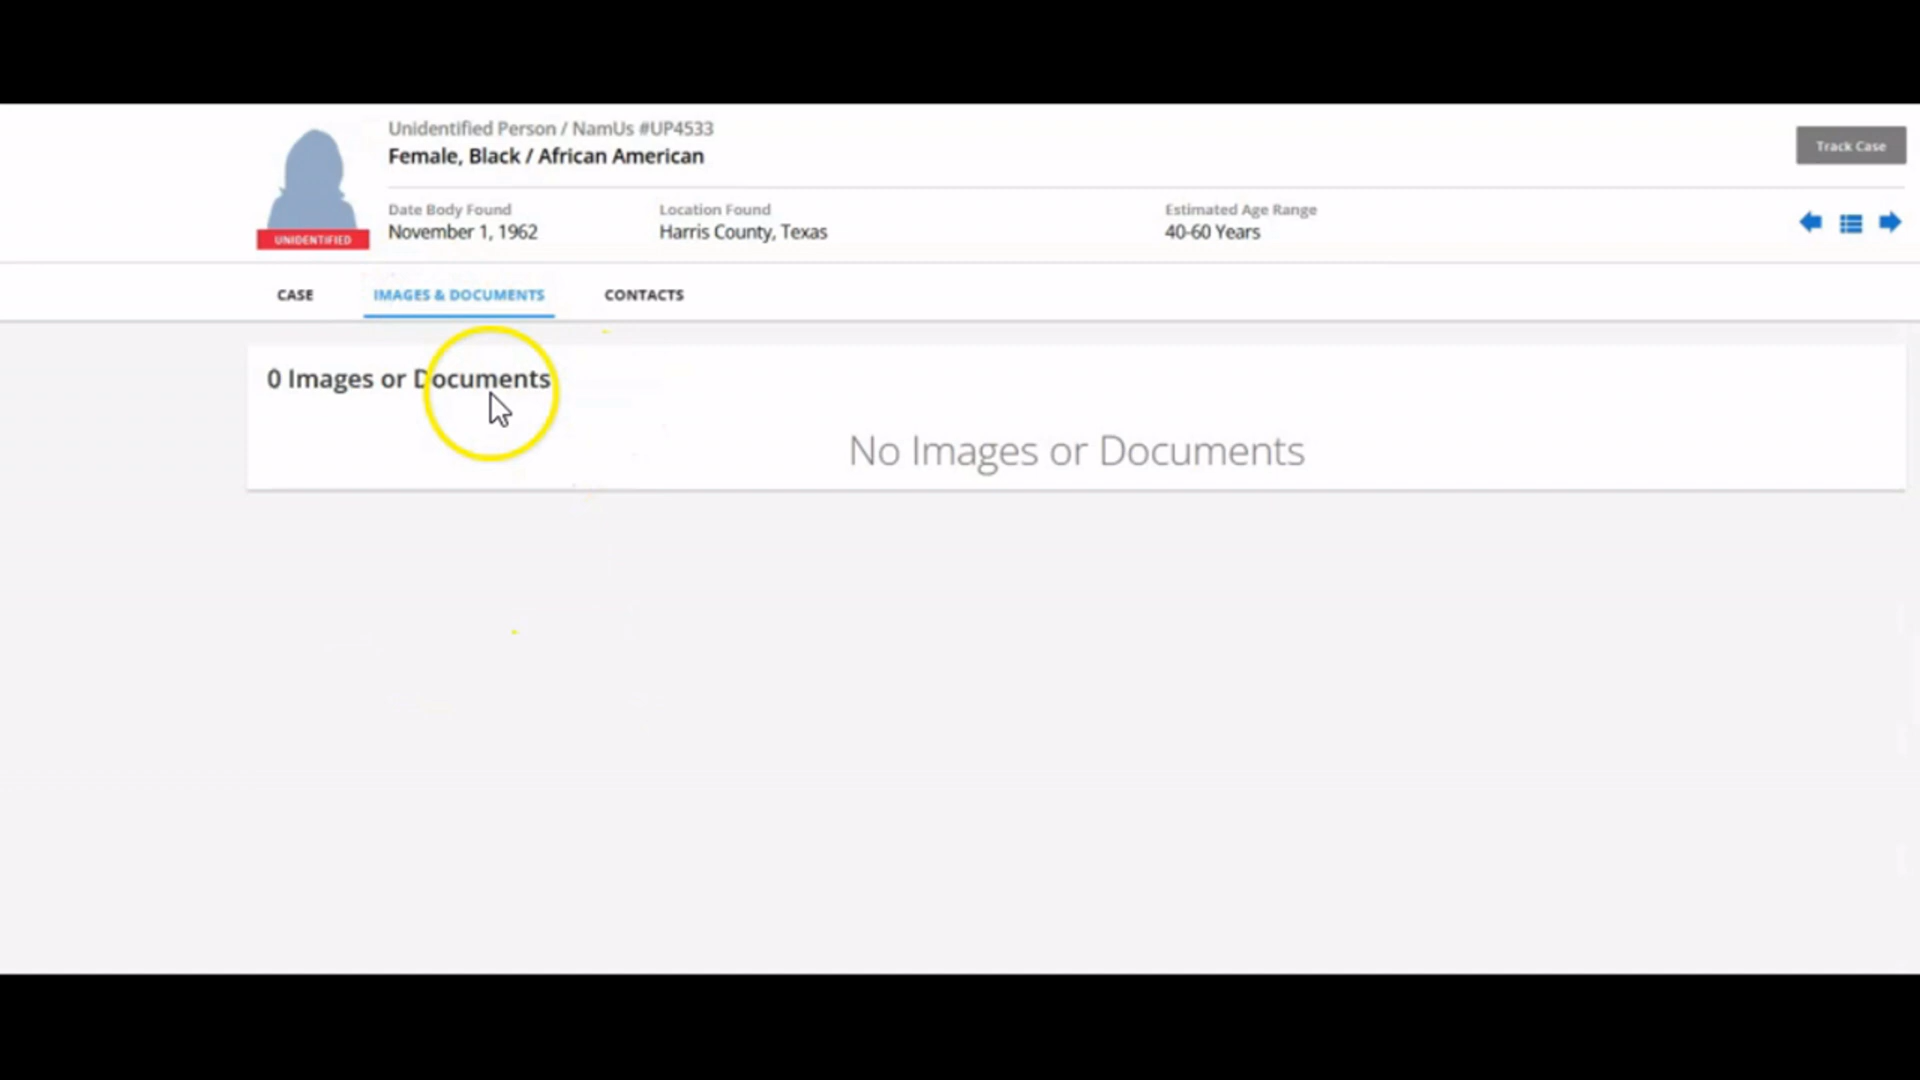 Unidentified Person / NamUs #UP4533
Female, Black / African American
Track Case
UNIDENTIFIED
Date Body Found
November 1, 1962
Location Found
Harris County, Texas
Estimated Age Range
40-60 Years
CASE
IMAGES & DOCUMENTS
CONTACTS
0 Images or Documents
No Images or Documents